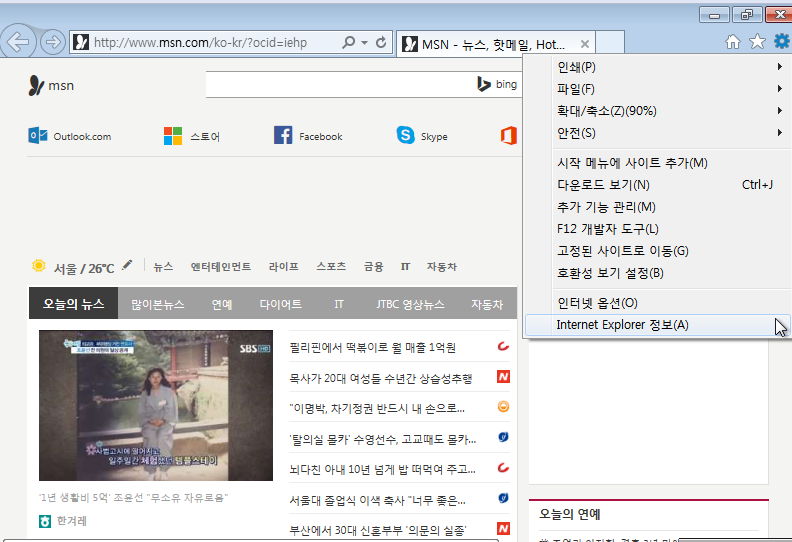 http://www.msn.com/ko-kr/?ocid=iehp
MSN - 뉴스, 핫메일, Hot...
msn
bing
Outlook.com
스토어
Facebook
Skype
인쇄(P)
파일(F)
확대/축소(Z)(90%)
안전(S)
시작 메뉴에 사이트 추가(M)
다운로드 보기(N) Ctrl+J
추가 기능 관리(M)
F12 개발자 도구(L)
고정된 사이트로 이동(G)
호환성 보기 설정(B)
인터넷 옵션(O)
Internet Explorer 정보(A)
서울 / 26°C
뉴스 엔터테인먼트 라이프 스포츠 금융 IT 자동차
오늘의 뉴스 많이본뉴스 연예 다이어트 IT JTBC 영상뉴스 자동차
SBS HD
사법고시에 떨어지고
일주일간 체험했던 템플스테이
'1년 생활비 5억' 조윤선 "무소유 자유로움"
한겨레
필리핀에서 떡볶이로 월 매출 1억원
목사가 20대 여성들 수년간 상습성추행
"이명박, 차기정권 반드시 내 손으로...
'탈의실 몰카' 수영선수, 고교때도 몰카...
뇌다친 아내 10년 넘게 밥 떠먹여 주고...
서울대 졸업식 이색 축사 "너무 좋은...
부산에서 30대 신혼부부 '의문의 실종'
오늘의 연예